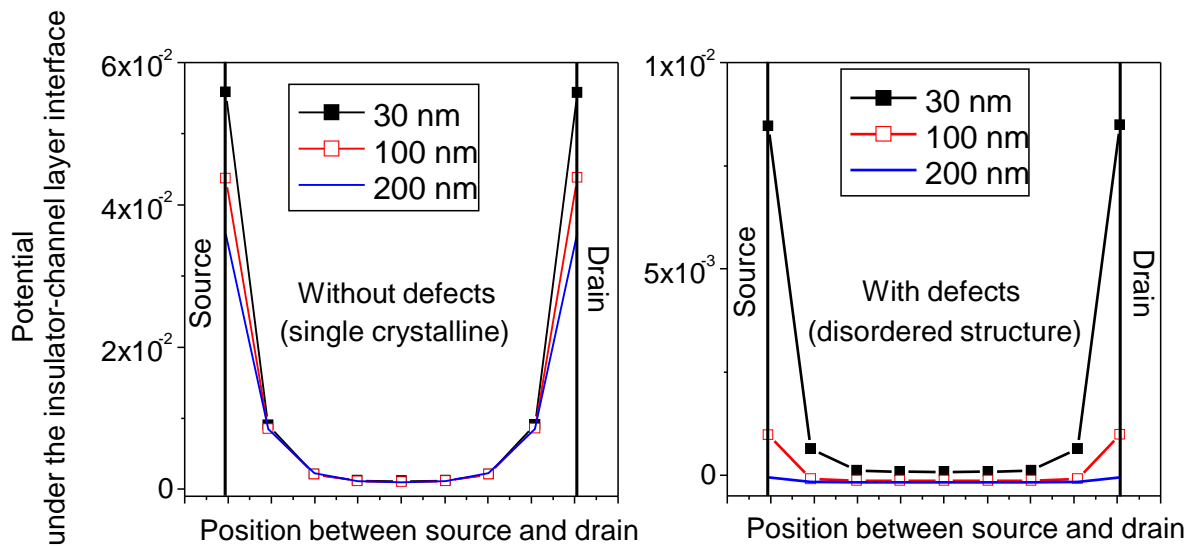 Potential
under the insulator-channel layer interface
6x10-2
4x10-2
2x10-2
0
30 nm
100 nm
200 nm
Source
Drain
Without defects
(single crystalline)
Position between source and drain
1x10-2
5x10-3
0
30 nm
100 nm
200 nm
Source
Drain
With defects
(disordered structure)
Position between source and drain